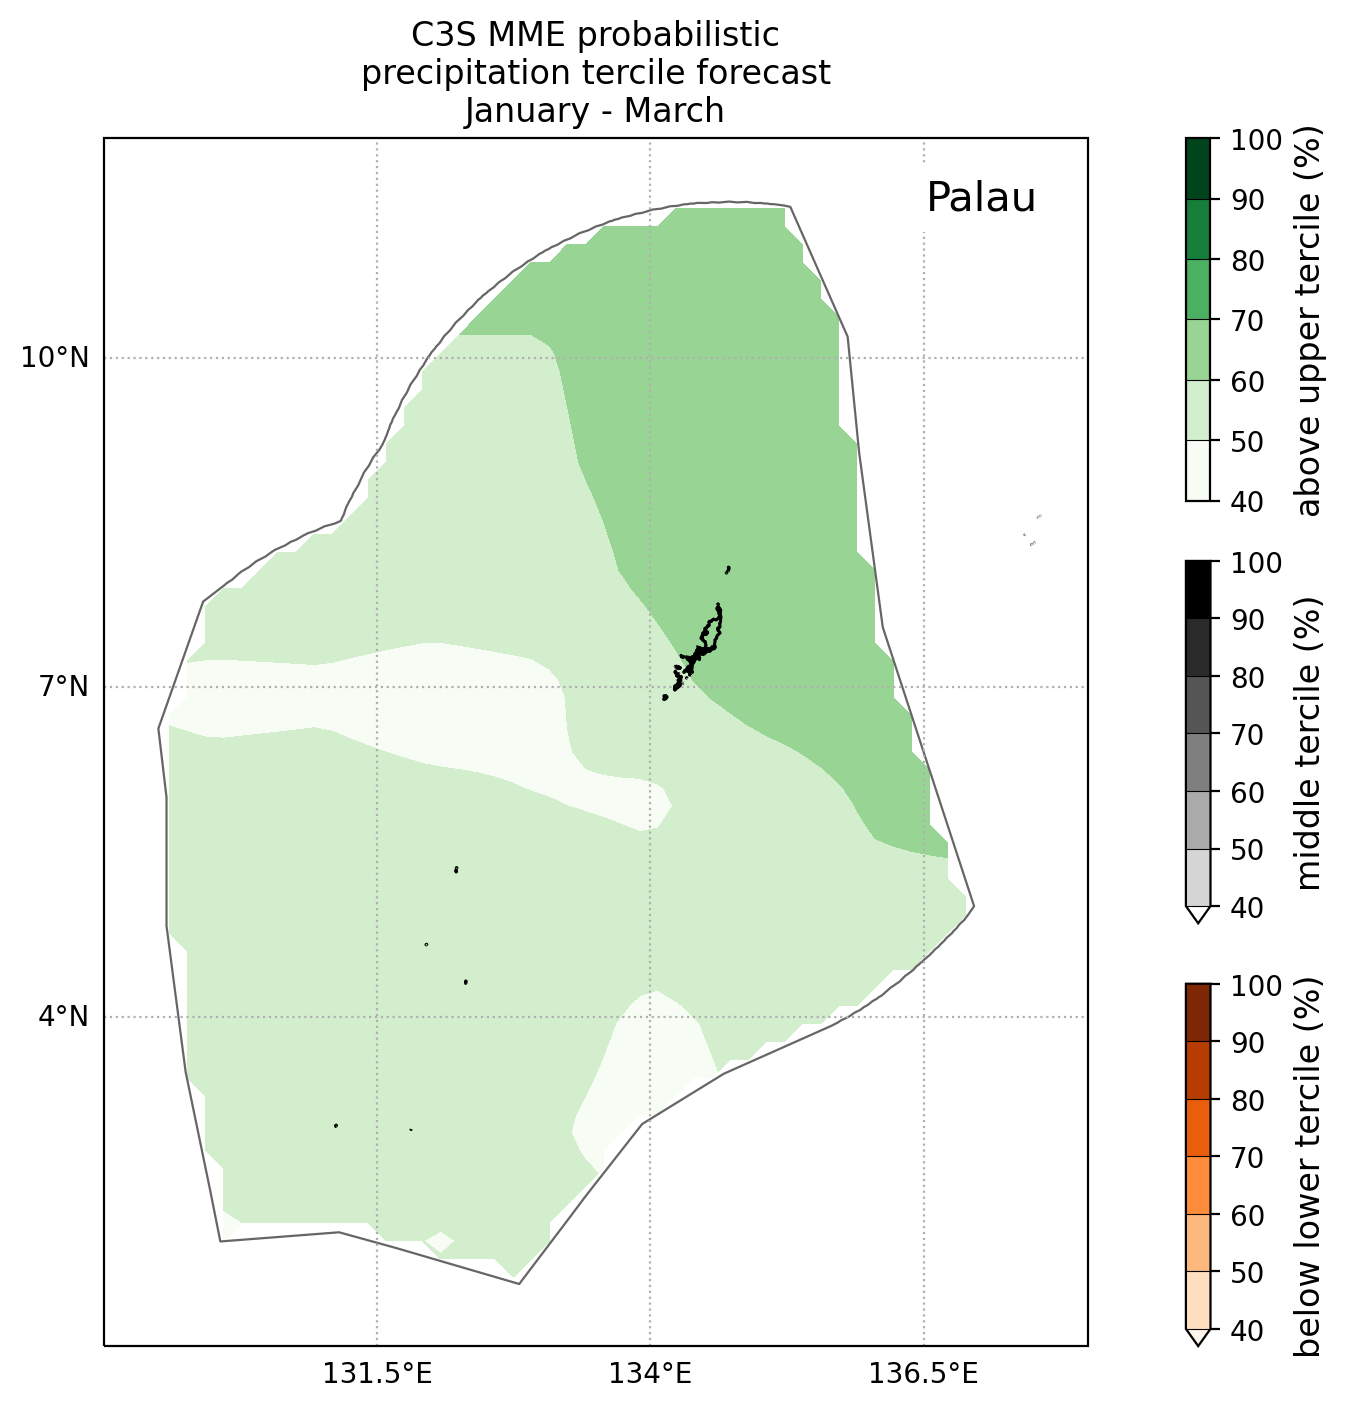 C3S MME probabilistic
precipitation tercile forecast
January - March
Palau
10°N
7°N
4°N
131.5°E
134°E
136.5°E
100
90
80
70
60
50
40
above upper tercile (%)
100
90
80
70
60
50
40
middle tercile (%)
100
90
80
70
60
50
40
below lower tercile (%)